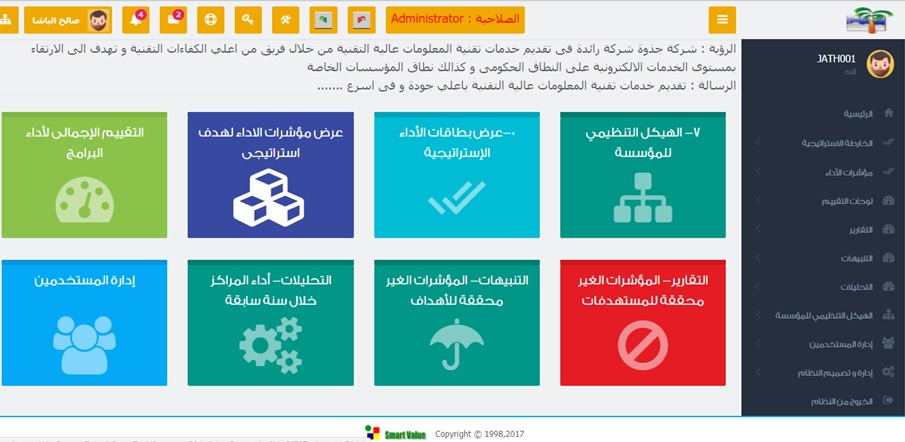 الصلاحية : Administrator
2
4
صالح الباشا
JATH001
null
الرئيسية
الخارطة الاستراتيجية
مؤشرات الأداء
لوحات التقييم
التقارير
التنبيهات
التحليلات
الهيكل التنظيمي للمؤسسة
إدارة المستخدمين
إدارة و تصميم النظام
الخروج من النظام
الرؤية : شركة جذوة شركة رائدة فى تقديم خدمات تقنية المعلومات عالية التقنية من خلال فريق من اعلي الكفاءات التقنية و تهدف الى الارتقاء
بمستوى الخدمات الالكترونية على النطاق الحكومى و كذالك نطاق المؤسسات الخاصة
الرسالة : تقديم خدمات تقنية المعلومات عالية التقنية باعلي جودة و فى اسرع .......
٧- الهيكل التنظيمي
للمؤسسة
٠-عرض بطاقات الأداء
الإستراتيجية
عرض مؤشرات الاداء لهدف
استراتيجى
التقييم الإجمالى لأداء
البرامج
التقارير- المؤشرات الغير
محققة للمستهدفات
التنبيهات- المؤشرات الغير
محققة للأهداف
التحليلات- أداء المراكز
خلال سنة سابقة
إدارة المستخدمين
Smart Value Copyright © 1998,2017